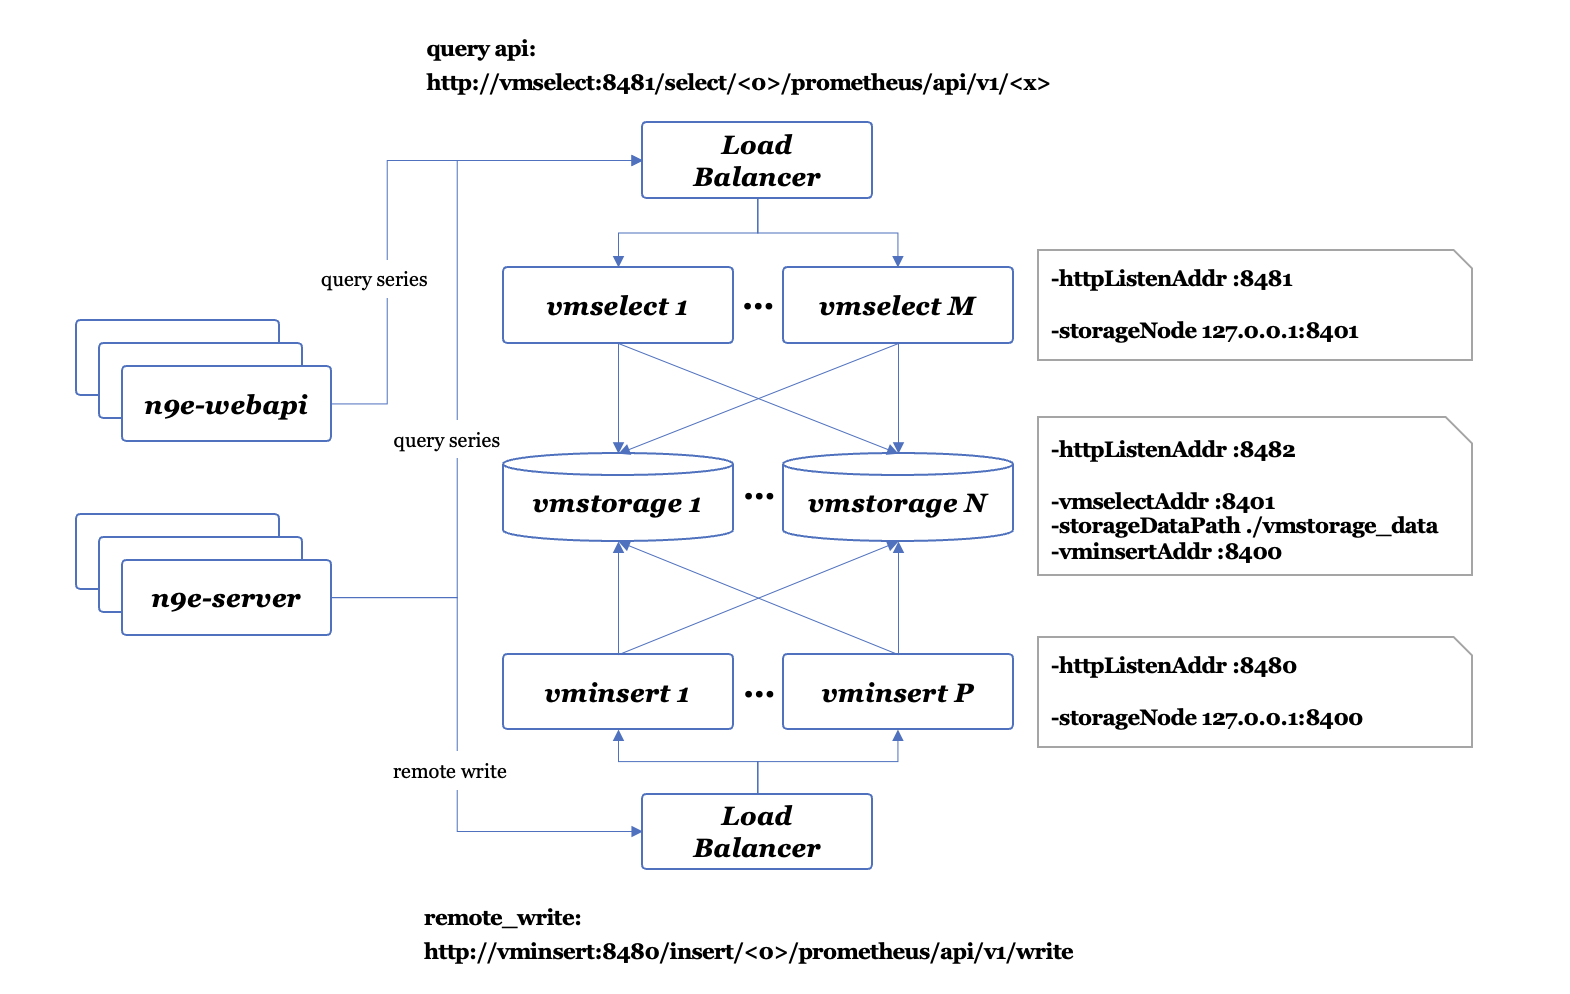 query api:
http://vmselect:8481/select/<0>/prometheus/api/v1/<x>
Load
Balancer
query series
vmselect 1
...
vmselect M
-httpListenAddr :8481
-storageNode 127.0.0.1:8401
n9e-webapi
query series
vmstorage 1
...
vmstorage N
-httpListenAddr :8482
-vmselectAddr :8401
-storageDataPath ./vmstorage_data
-vminsertAddr :8400
n9e-server
vminsert 1
...
vminsert P
-httpListenAddr :8480
-storageNode 127.0.0.1:8400
remote write
Load
Balancer
remote_write:
http://vminsert:8480/insert/<0>/prometheus/api/v1/write